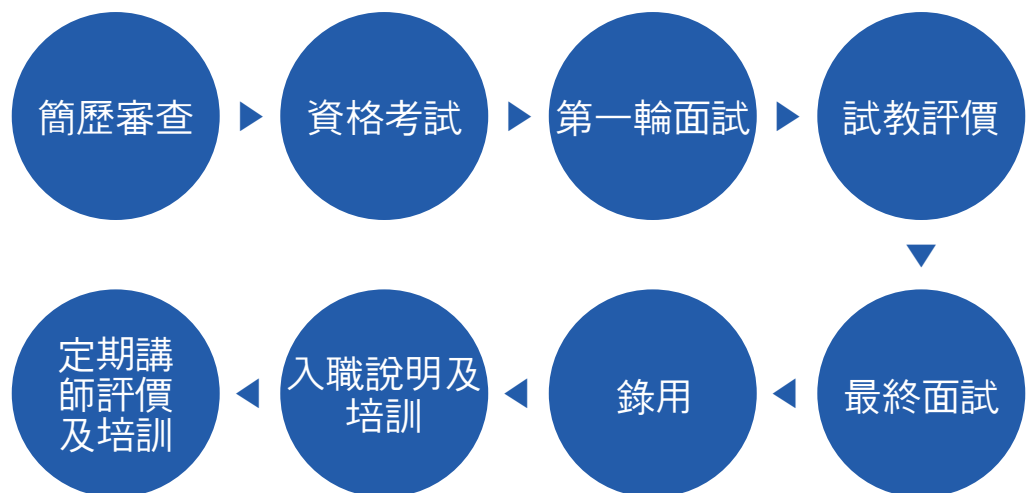 簡歷審查
資格考試
第一輪面試
試教評價
最終面試
錄用
入職說明及
培訓
定期講
師評價
及培訓